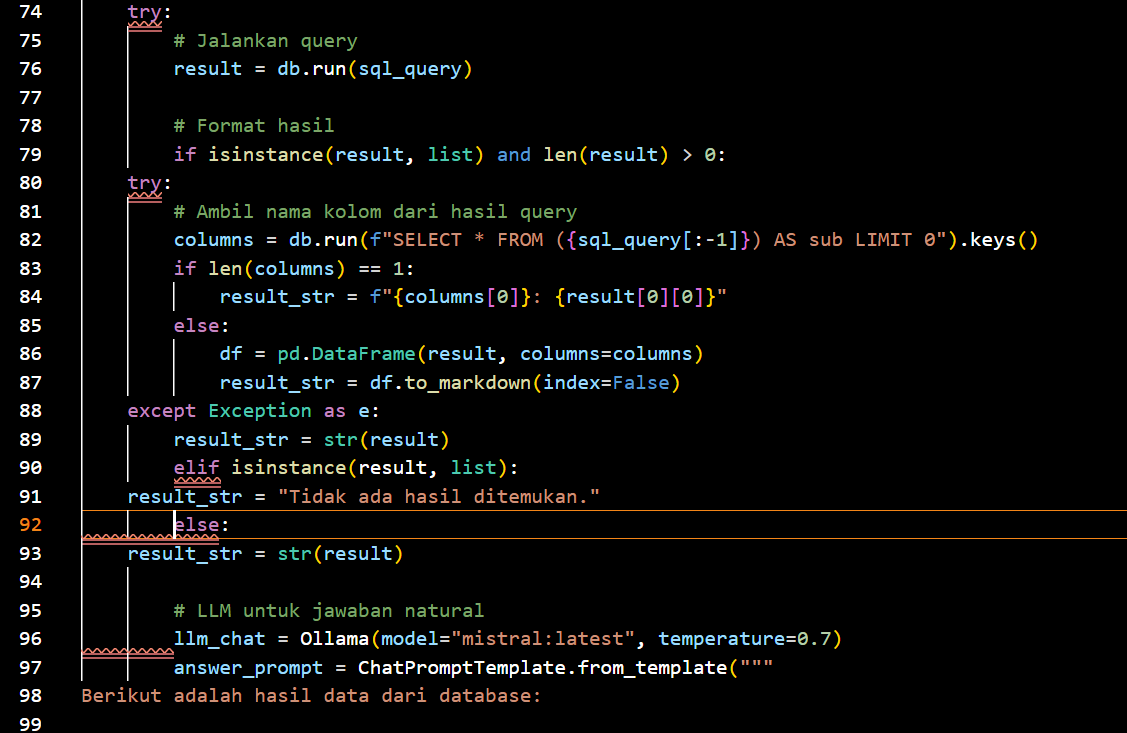 74 try:
75 # Jalankan query
76 result = db.run(sql_query)
77
78 # Format hasil
79 if isinstance(result, list) and len(result) > 0:
80 try:
81 # Ambil nama kolom dari hasil query
82 columns = db.run(f"SELECT * FROM ({sql_query[:-1]}) AS sub LIMIT 0").keys()
83 if len(columns) == 1:
84 result_str = f"{columns[0]}: {result[0][0]}"
85 else:
86 df = pd.DataFrame(result, columns=columns)
87 result_str = df.to_markdown(index=False)
88 except Exception as e:
89 result_str = str(result)
90 elif isinstance(result, list):
91 result_str = "Tidak ada hasil ditemukan."
92 else:
93 result_str = str(result)
94
95 # LLM untuk jawaban natural
96 llm_chat = Ollama(model="mistral:latest", temperature=0.7)
97 answer_prompt = ChatPromptTemplate.from_template("""
98 Berikut adalah hasil data dari database:
99